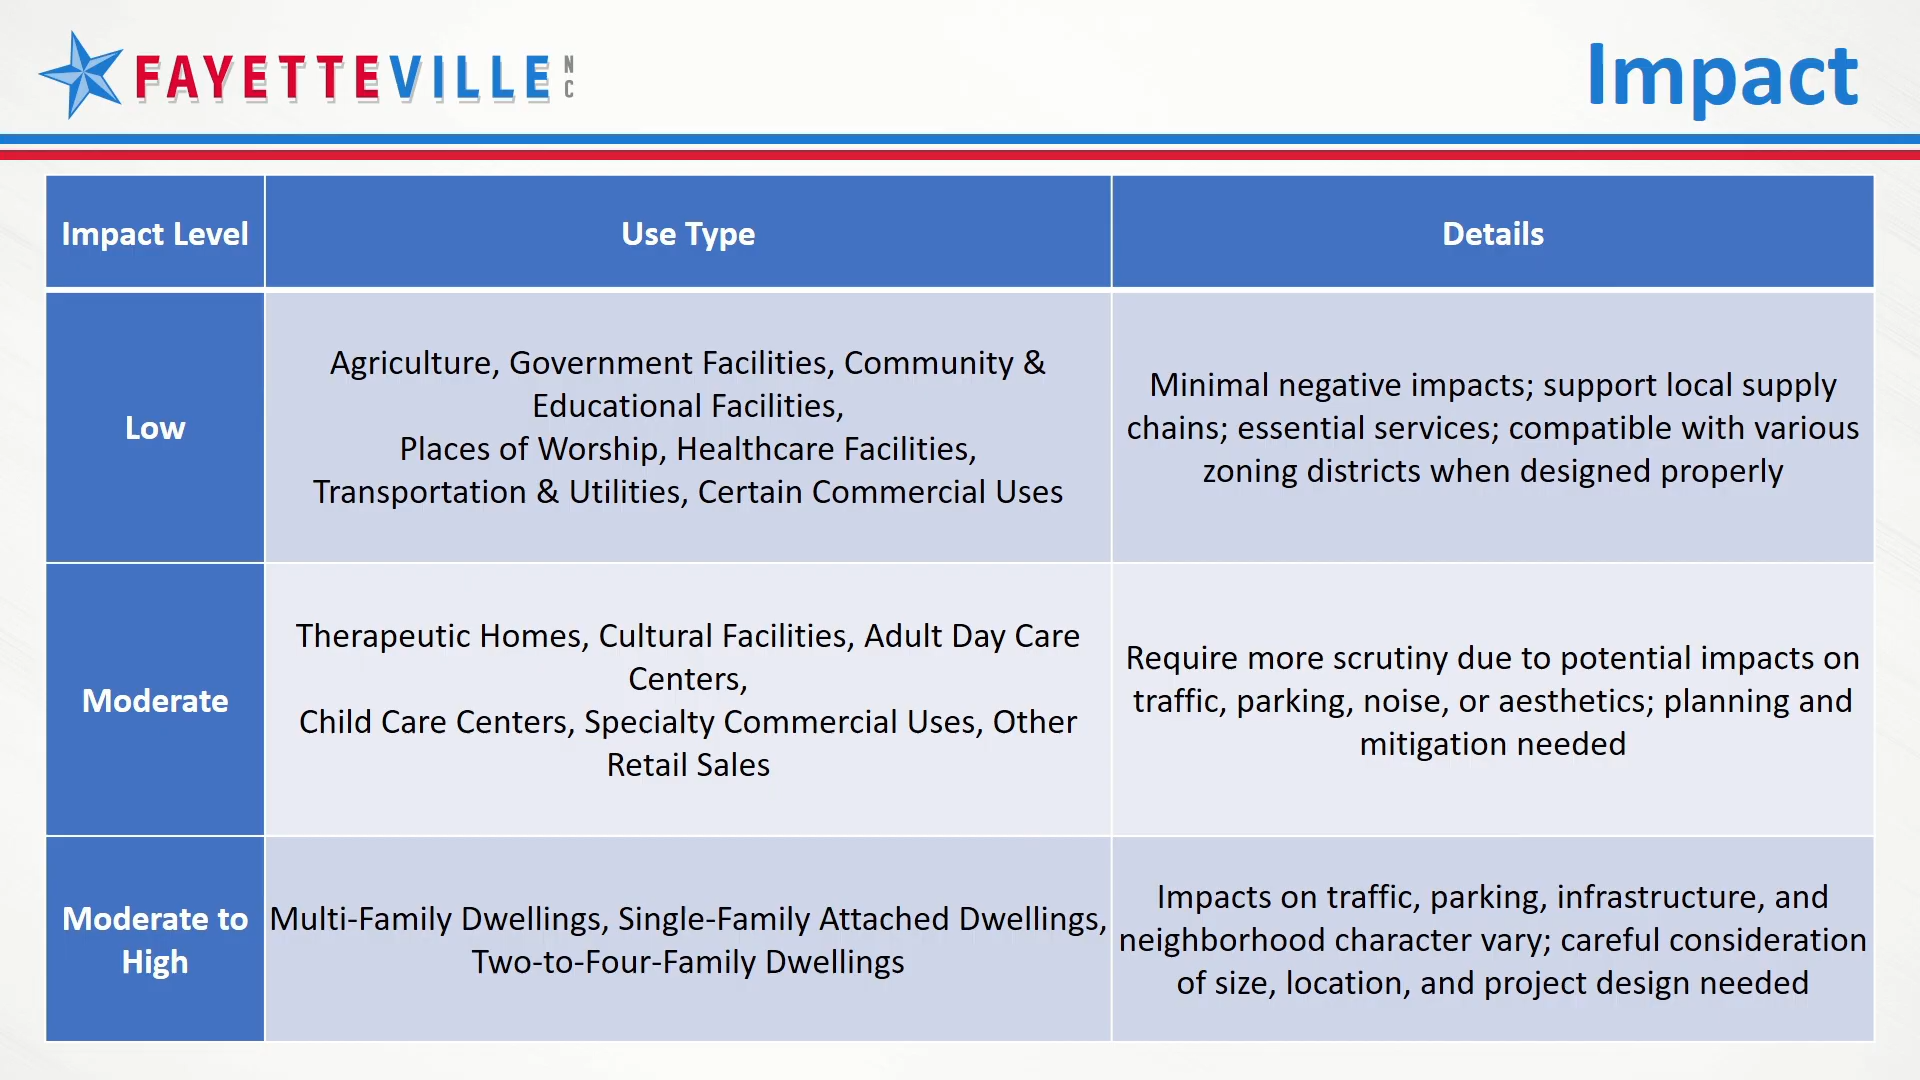 FAYETTEVILLE NC
Impact
Impact Level
Use Type
Details
Low
Agriculture, Government Facilities, Community &
Educational Facilities,
Places of Worship, Healthcare Facilities,
Transportation & Utilities, Certain Commercial Uses
Minimal negative impacts; support local supply
chains; essential services; compatible with various
zoning districts when designed properly
Moderate
Therapeutic Homes, Cultural Facilities, Adult Day Care
Centers,
Child Care Centers, Specialty Commercial Uses, Other
Retail Sales
Require more scrutiny due to potential impacts on
traffic, parking, noise, or aesthetics; planning and
mitigation needed
Moderate to
High
Multi-Family Dwellings, Single-Family Attached Dwellings,
Two-to-Four-Family Dwellings
Impacts on traffic, parking, infrastructure, and
neighborhood character vary; careful consideration
of size, location, and project design needed